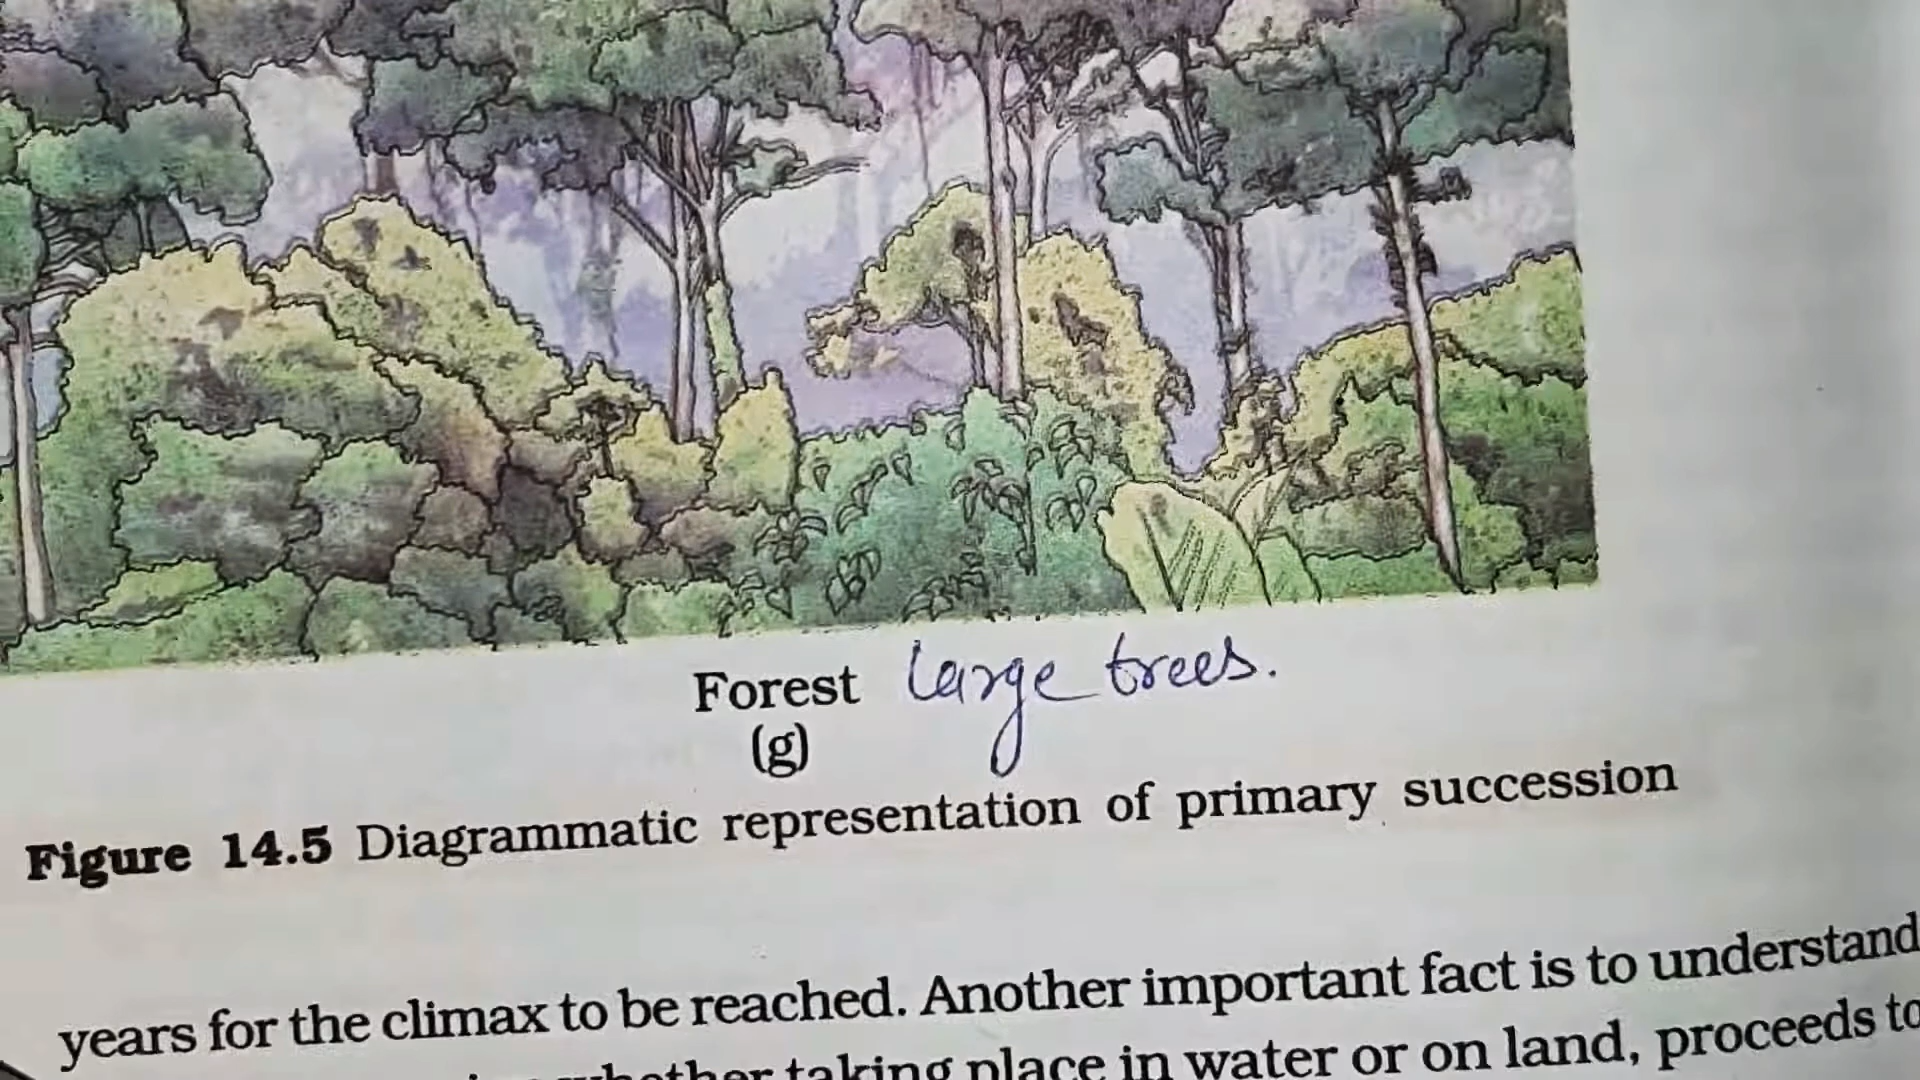 Forest large trees.
(g)
Figure 14.5 Diagrammatic representation of primary succession
years for the climax to be reached. Another important fact is to understand
whether taking place in water or on land, proceeds to